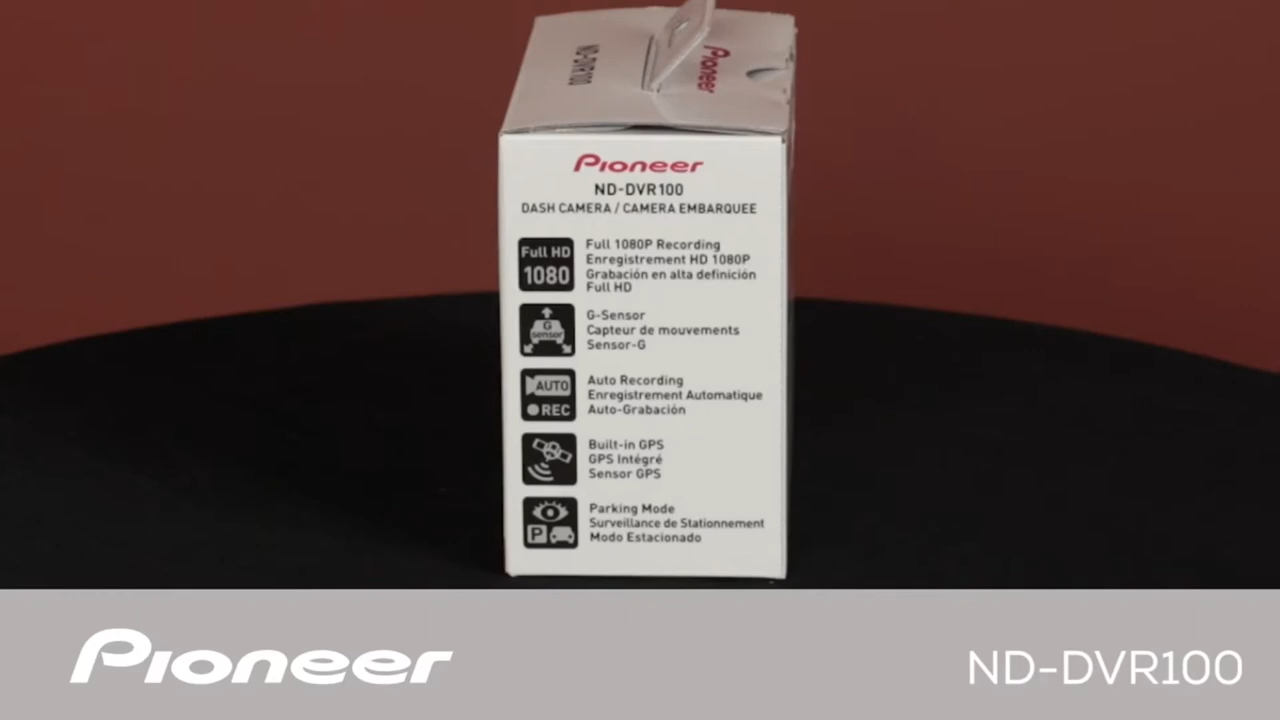 ND-DVR100
Pioneer
Pioneer
ND-DVR100
DASH CAMERA / CAMERA EMBARQUEE
Full HD
1080
Full 1080P Recording
Enregistrement HD 1080P
Grabación en alta definición
Full HD
G
sensor
G-Sensor
Capteur de mouvements
Sensor-G
AUTO
REC
Auto Recording
Enregistrement Automatique
Auto-Grabación
Built-in GPS
GPS Intégré
Sensor GPS
P
Parking Mode
Surveillance de Stationnement
Modo Estacionado
Pioneer
ND-DVR100